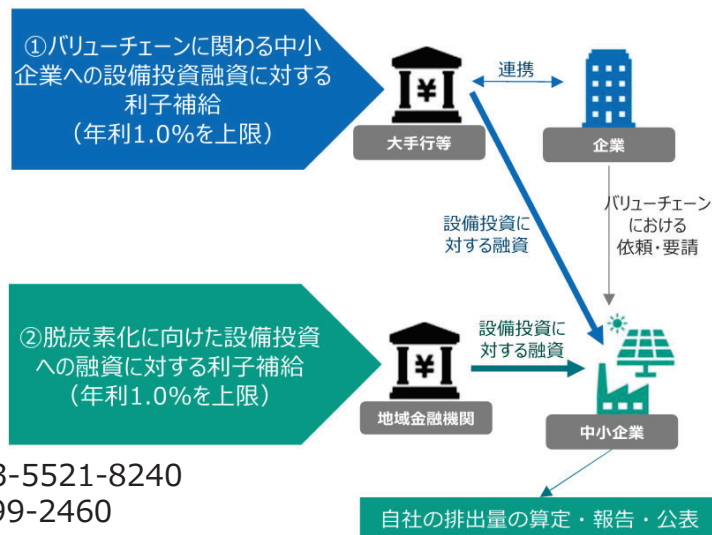 ①バリューチェーンに関わる中小
企業への設備投資融資に対する
利子補給
（年利1.0%を上限）
¥
大手行等
連携
企業
設備投資に
対する融資
バリューチェーン
における
依頼・要請
②脱炭素化に向けた設備投資
への融資に対する利子補給
（年利1.0%を上限）
¥
地域金融機関
設備投資に
対する融資
中小企業
3-5521-8240
99-2460
自社の排出量の算定・報告・公表